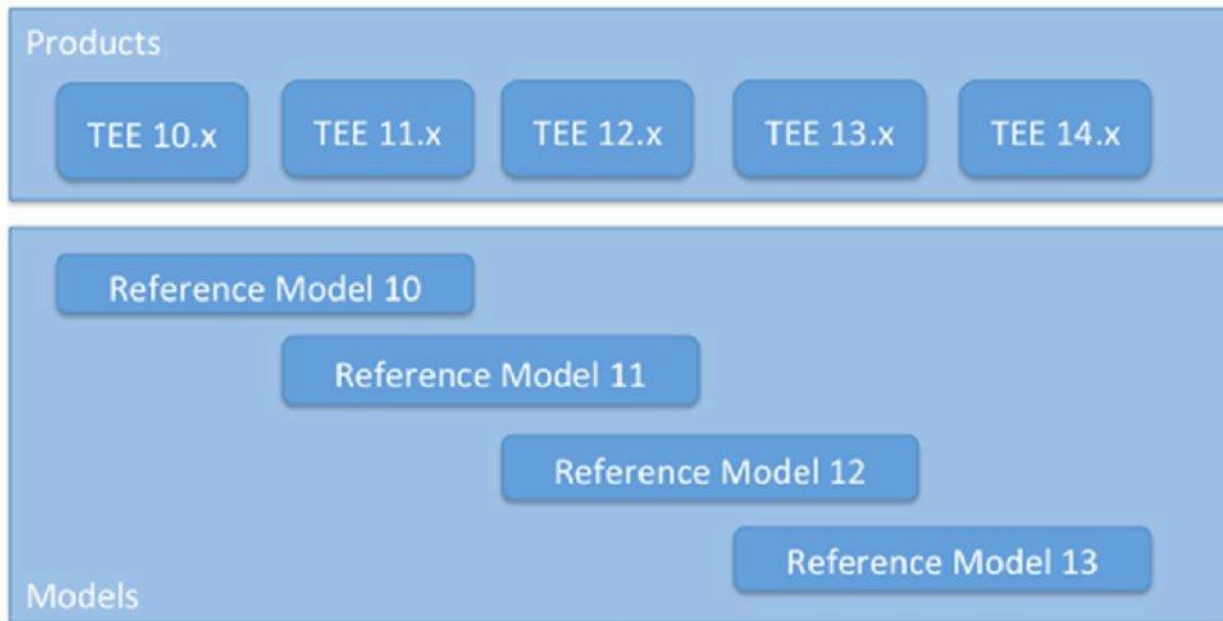 Products
TEE 10.x
TEE 11.x
TEE 12.x
TEE 13.x
TEE 14.x
Reference Model 10
Reference Model 11
Reference Model 12
Reference Model 13
Models